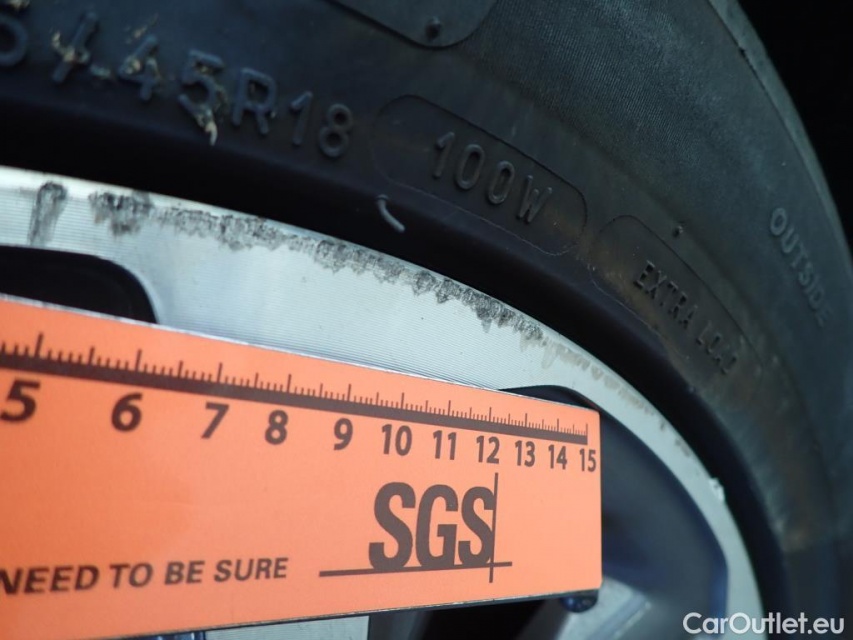 45R18
100W
EXTRA LOAD
OUTSIDE
5 6 7 8 9 10 11 12 13 14 15
SGS
NEED TO BE SURE
CarOutlet.eu